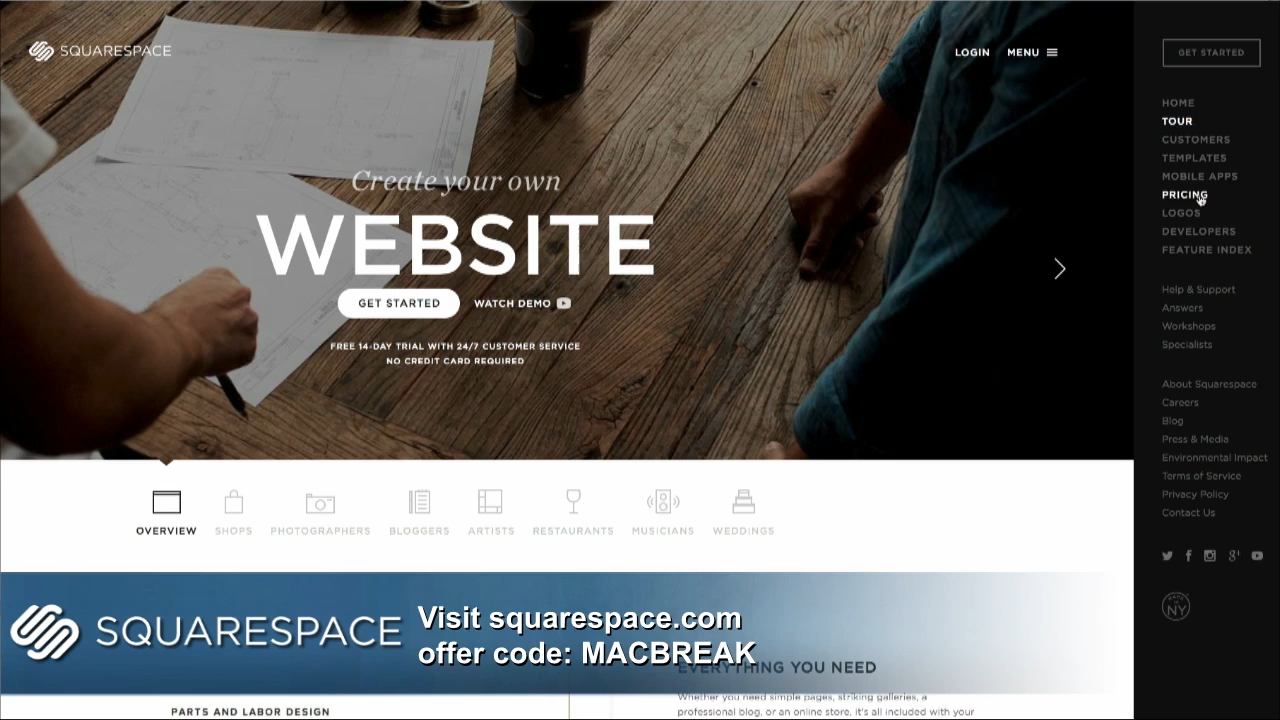 SQUARESPACE
LOGIN MENU
GET STARTED
HOME
TOUR
CUSTOMERS
TEMPLATES
MOBILE APPS
PRICING
LOGOS
DEVELOPERS
FEATURE INDEX
Help & Support
Answers
Workshops
Specialists
About Squarespace
Careers
Blog
Press & Media
Environmental Impact
Terms of Service
Privacy Policy
Contact Us
NY
Create your own
WEBSITE
GET STARTED WATCH DEMO
FREE 14-DAY TRIAL WITH 24/7 CUSTOMER SERVICE
NO CREDIT CARD REQUIRED
OVERVIEW SHOPS PHOTOGRAPHERS BLOGGERS ARTISTS RESTAURANTS MUSICIANS WEDDINGS
SQUARESPACE
Visit squarespace.com
offer code: MACBREAK
EVERYTHING YOU NEED
Whether you need simple pages, striking galleries, a
professional blog, or an online store, it's all included with your
PARTS AND LABOR DESIGN